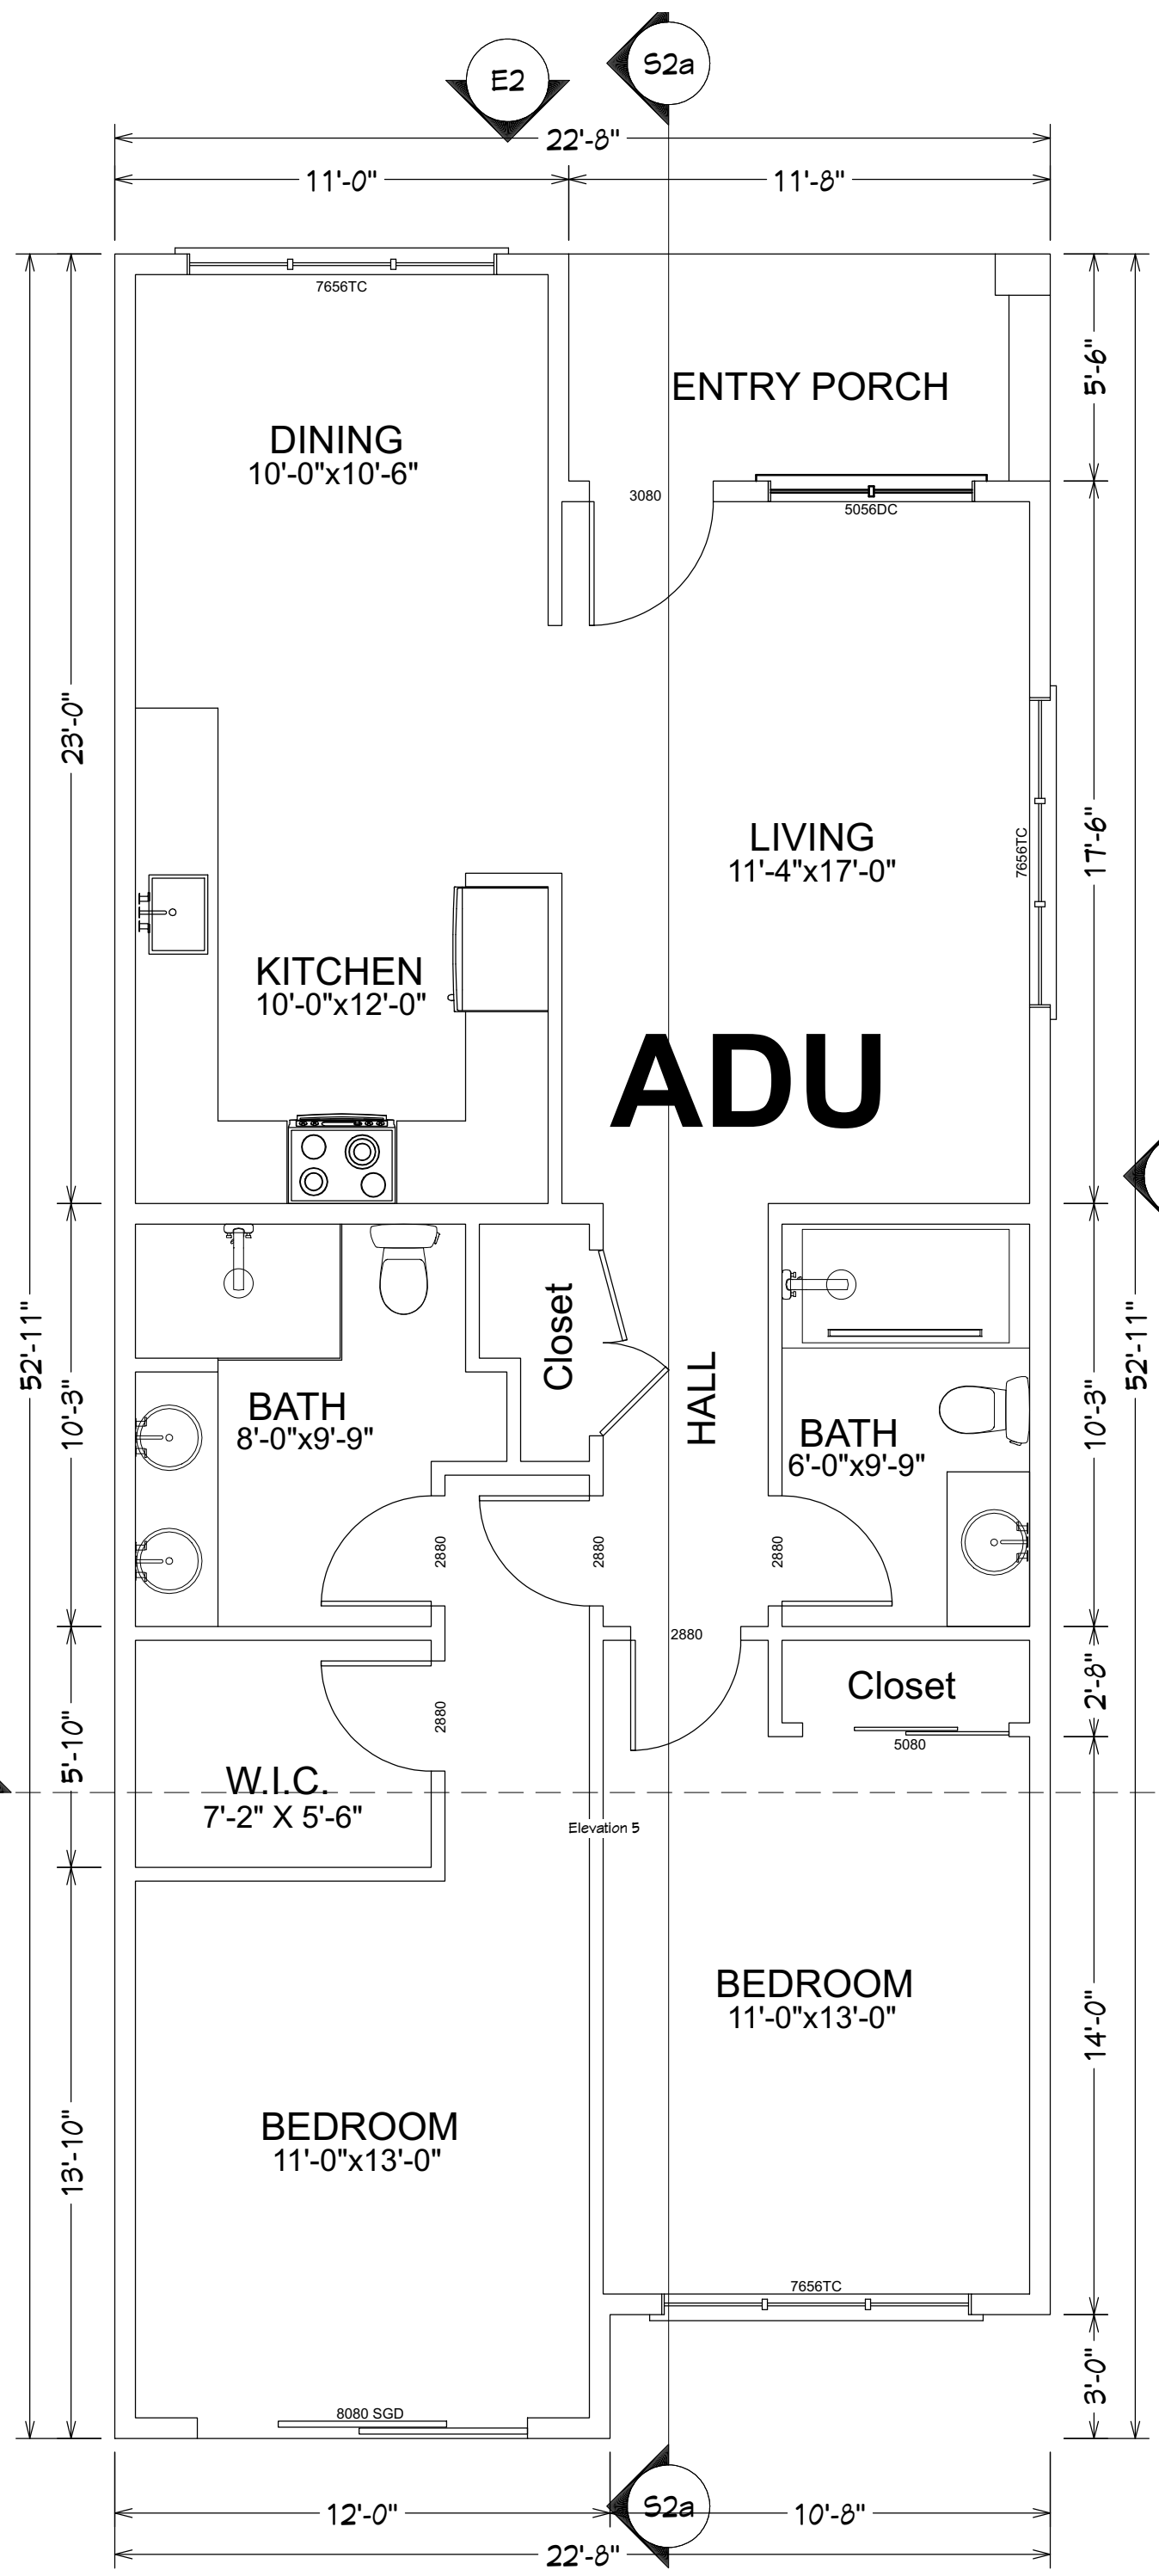 E2
S2a
22'-8"
11'-0"
11'-8"
7656TC
ENTRY PORCH
5'-6"
DINING
10'-0"x10'-6"
3080
5056DC
23'-0"
LIVING
11'-4"x17'-0"
7656TC
17'-6"
KITCHEN
10'-0"x12'-0"
ADU
52'-11"
52'-11"
Closet
HALL
BATH
8'-0"x9'-9"
10'-3"
BATH
6'-0"x9'-9"
10'-3"
2880
2880
2880
2880
2880
Closet
2'-8"
5080
5'-10"
W.I.C.
7'-2" X 5'-6"
Elevation 5
BEDROOM
11'-0"x13'-0"
14'-0"
BEDROOM
11'-0"x13'-0"
13'-10"
7656TC
3'-0"
8080 SGD
12'-0"
S2a
10'-8"
22'-8"